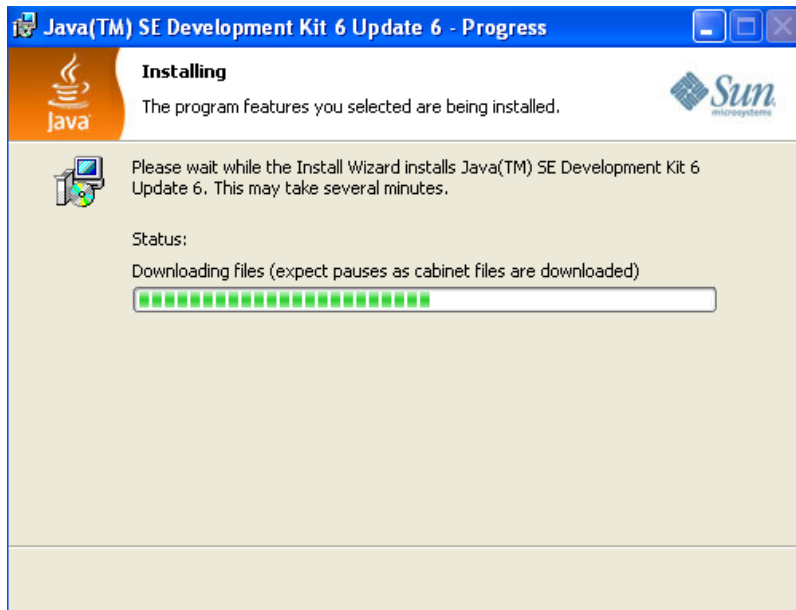 Java(TM) SE Development Kit 6 Update 6 - Progress
Installing
The program features you selected are being installed.
Java
Sun
microsystems
Please wait while the Install Wizard installs Java(TM) SE Development Kit 6
Update 6. This may take several minutes.
Status:
Downloading files (expect pauses as cabinet files are downloaded)